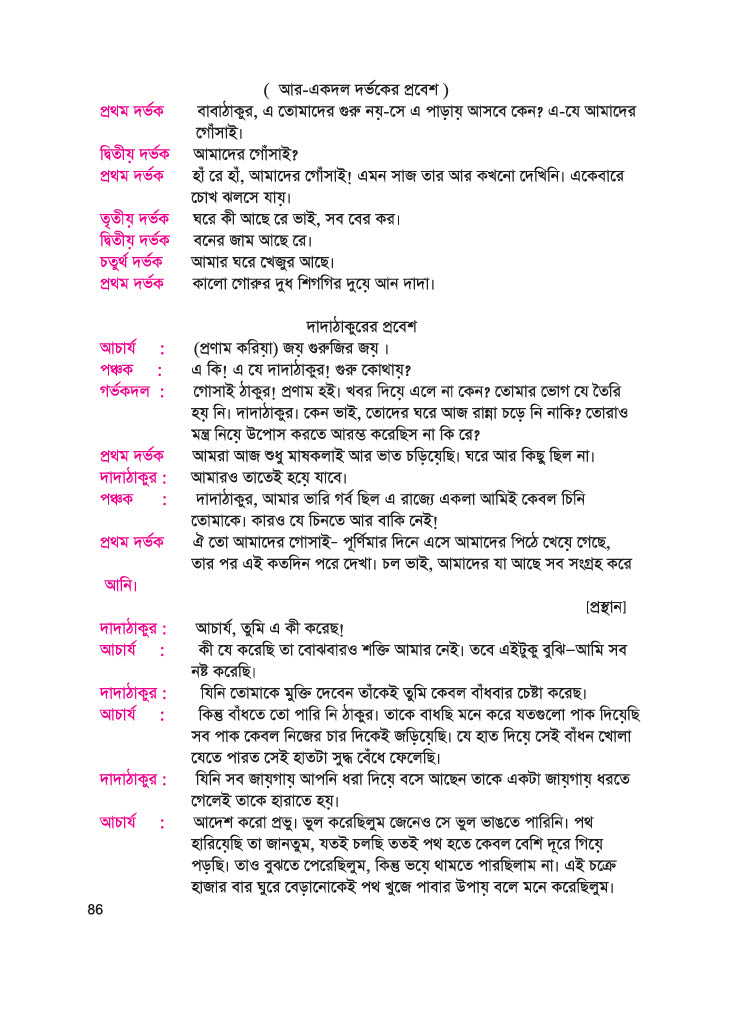 ( আর-একদল দর্ভকের প্রবেশ )
প্রথম দর্ভক বাবাঠাকুর, এ তোমাদের গুরু নয়-সে এ পাড়ায় আসবে কেন? এ-যে আমাদের
গোঁসাই।
দ্বিতীয় দর্ভক আমাদের গোঁসাই?
প্রথম দর্ভক হাঁ রে হাঁ, আমাদের গোঁসাই! এমন সাজ তার আর কখনো দেখিনি। একেবারে
চোখ ঝলসে যায়।
তৃতীয় দর্ভক ঘরে কী আছে রে ভাই, সব বের কর।
দ্বিতীয় দর্ভক বনের জাম আছে রে।
চতুর্থ দর্ভক আমার ঘরে খেজুর আছে।
প্রথম দর্ভক কালো গোরুর দুধ শিগগির দুয়ে আন দাদা।
দাদাঠাকুরের প্রবেশ
আচার্য : (প্রণাম করিয়া) জয় গুরুজির জয় ।
পঞ্চক : এ কি! এ যে দাদাঠাকুর! গুরু কোথায়?
গর্ভকদল : গোসাই ঠাকুর! প্রণাম হই। খবর দিয়ে এলে না কেন? তোমার ভোগ যে তৈরি
হয় নি। দাদাঠাকুর। কেন ভাই, তোদের ঘরে আজ রান্না চড়ে নি নাকি? তোরাও
মন্ত্র নিয়ে উপোস করতে আরম্ভ করেছিস না কি রে?
প্রথম দর্ভক আমরা আজ শুধু মাষকলাই আর ভাত চড়িয়েছি। ঘরে আর কিছু ছিল না।
দাদাঠাকুর : আমারও তাতেই হয়ে যাবে।
পঞ্চক : দাদাঠাকুর, আমার ভারি গর্ব ছিল এ রাজ্যে একলা আমিই কেবল চিনি
তোমাকে। কারও যে চিনতে আর বাকি নেই!
প্রথম দর্ভক ঐ তো আমাদের গোসাই- পূর্ণিমার দিনে এসে আমাদের পিঠে খেয়ে গেছে,
তার পর এই কতদিন পরে দেখা। চল ভাই, আমাদের যা আছে সব সংগ্রহ করে
আনি।
[প্রস্থান]
দাদাঠাকুর : আচার্য, তুমি এ কী করেছ!
আচার্য : কী যে করেছি তা বোঝবারও শক্তি আমার নেই। তবে এইটুকু বুঝি–আমি সব
নষ্ট করেছি।
দাদাঠাকুর : যিনি তোমাকে মুক্তি দেবেন তাঁকেই তুমি কেবল বাঁধবার চেষ্টা করেছ।
আচার্য : কিন্তু বাঁধতে তো পারি নি ঠাকুর। তাকে বাধছি মনে করে যতগুলো পাক দিয়েছি
সব পাক কেবল নিজের চার দিকেই জড়িয়েছি। যে হাত দিয়ে সেই বাঁধন খোলা
যেতে পারত সেই হাতটা সুদ্ধ বেঁধে ফেলেছি।
দাদাঠাকুর : যিনি সব জায়গায় আপনি ধরা দিয়ে বসে আছেন তাকে একটা জায়গায় ধরতে
গেলেই তাকে হারাতে হয়।
আচার্য : আদেশ করো প্রভু। ভুল করেছিলুম জেনেও সে ভুল ভাঙতে পারিনি। পথ
হারিয়েছি তা জানতুম, যতই চলছি ততই পথ হতে কেবল বেশি দূরে গিয়ে
পড়ছি। তাও বুঝতে পেরেছিলুম, কিন্তু ভয়ে থামতে পারছিলাম না। এই চক্রে
হাজার বার ঘুরে বেড়ানোকেই পথ খুজে পাবার উপায় বলে মনে করেছিলুম।
86